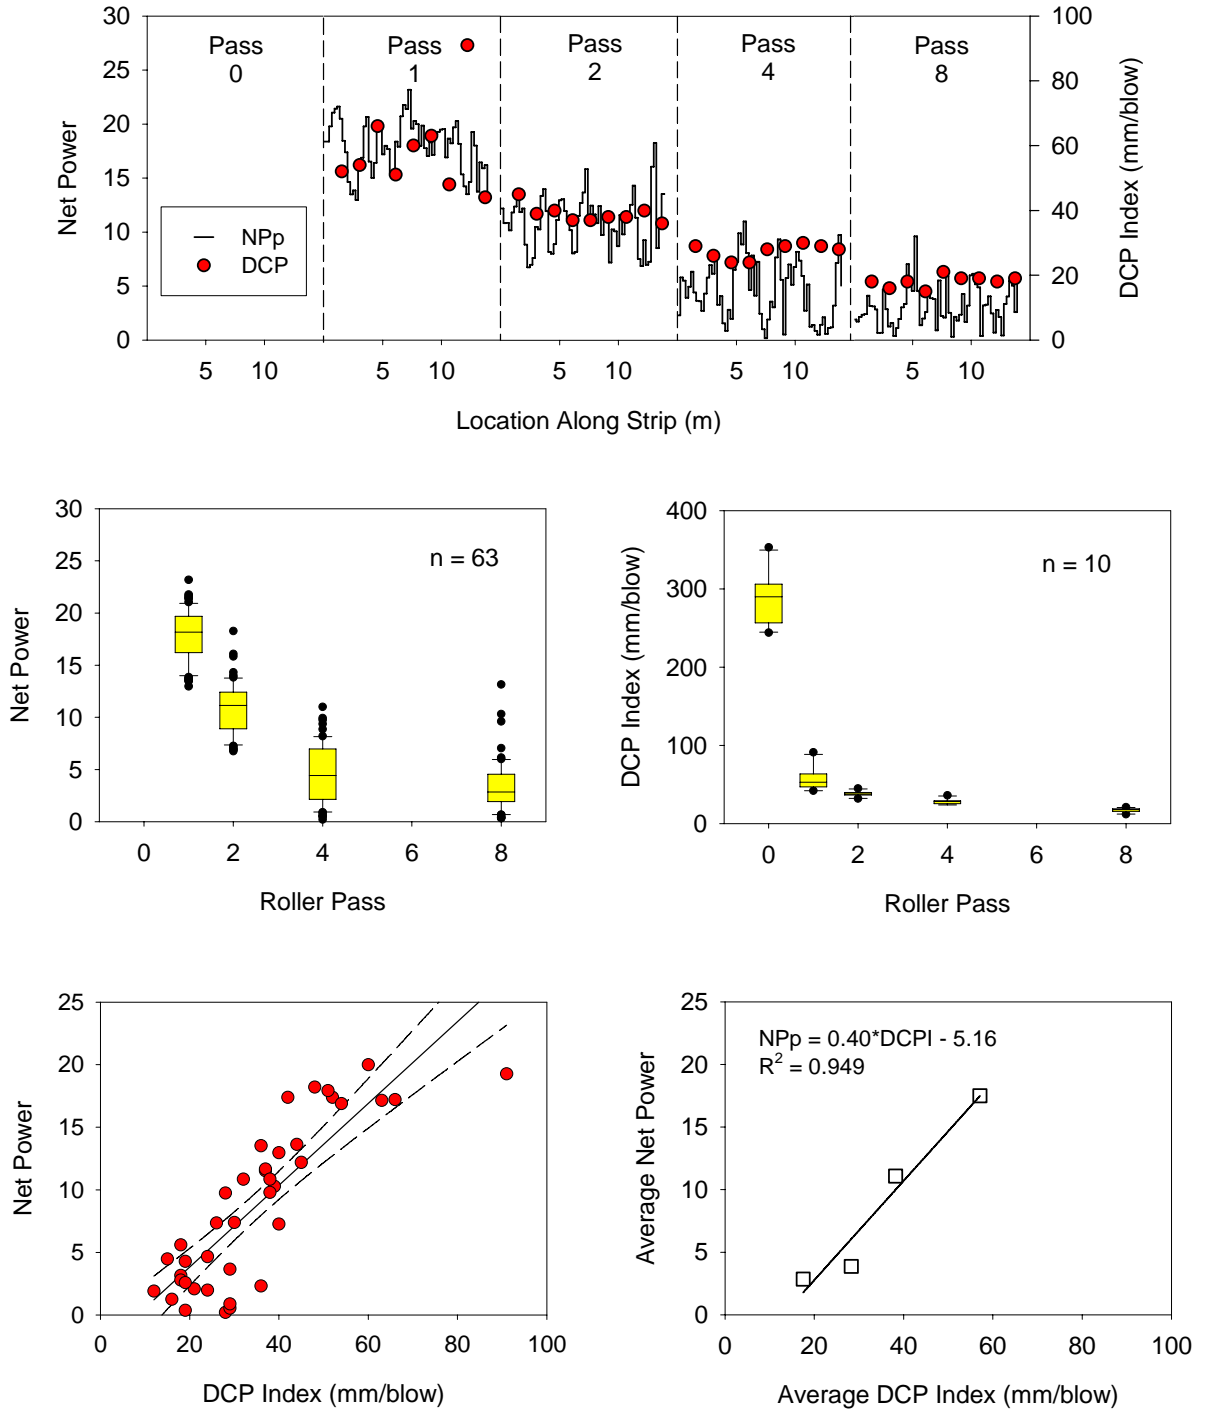 30
25
20
15
10
5
0
Net Power
100
80
60
40
20
0
DCP Index (mm/blow)
Pass
0
Pass
1
Pass
2
Pass
4
Pass
8
NPp
DCP
5 10 5 10 5 10 5 10 5 10
Location Along Strip (m)
30
25
20
15
10
5
0
Net Power
n = 63
0 2 4 6 8
Roller Pass
400
300
200
100
0
DCP Index (mm/blow)
n = 10
0 2 4 6 8
Roller Pass
25
20
15
10
5
0
Net Power
0 20 40 60 80 100
DCP Index (mm/blow)
25
20
15
10
5
0
Average Net Power
NPp = 0.40*DCPI - 5.16
R² = 0.949
0 20 40 60 80 100
Average DCP Index (mm/blow)